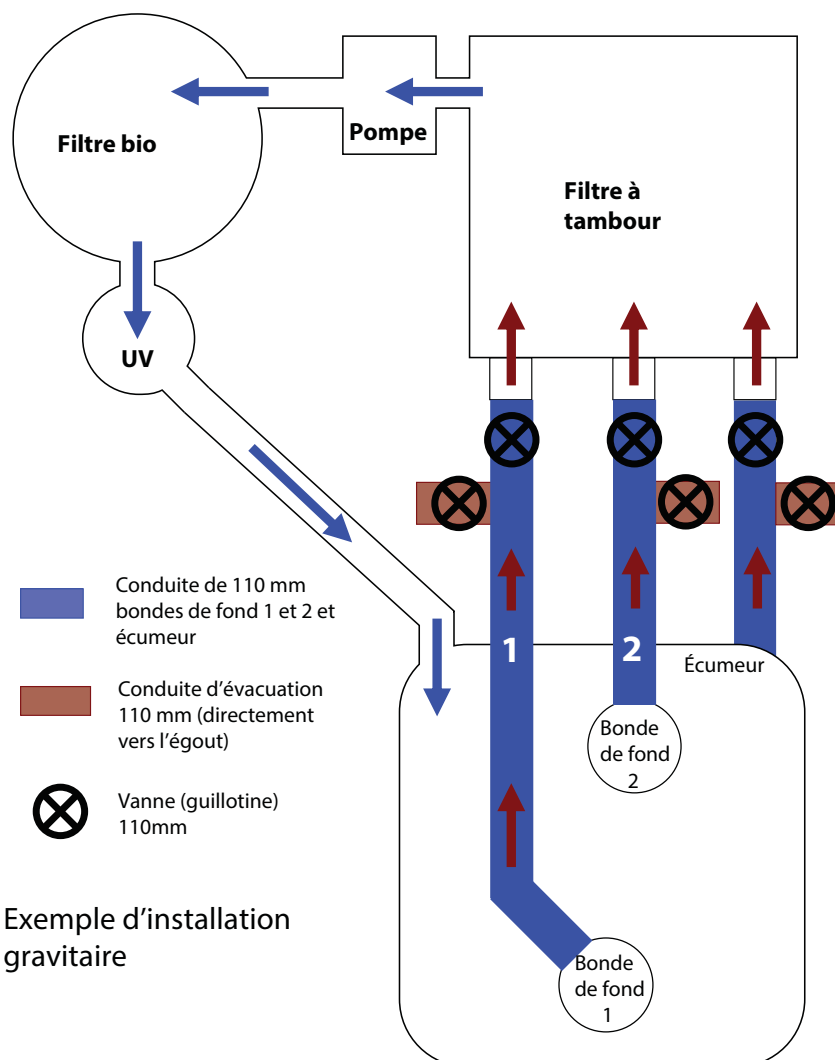 Filtre bio
Pompe
Filtre à
tambour
UV
1
2
Écumeur
Bonde
de fond
2
Bonde
de fond
1
Conduite de 110 mm
bondes de fond 1 et 2 et
écumeur
Conduite d’évacuation
110 mm (directement
vers l’égout)
Vanne (guillotine)
110mm
Exemple d’installation
gravitaire